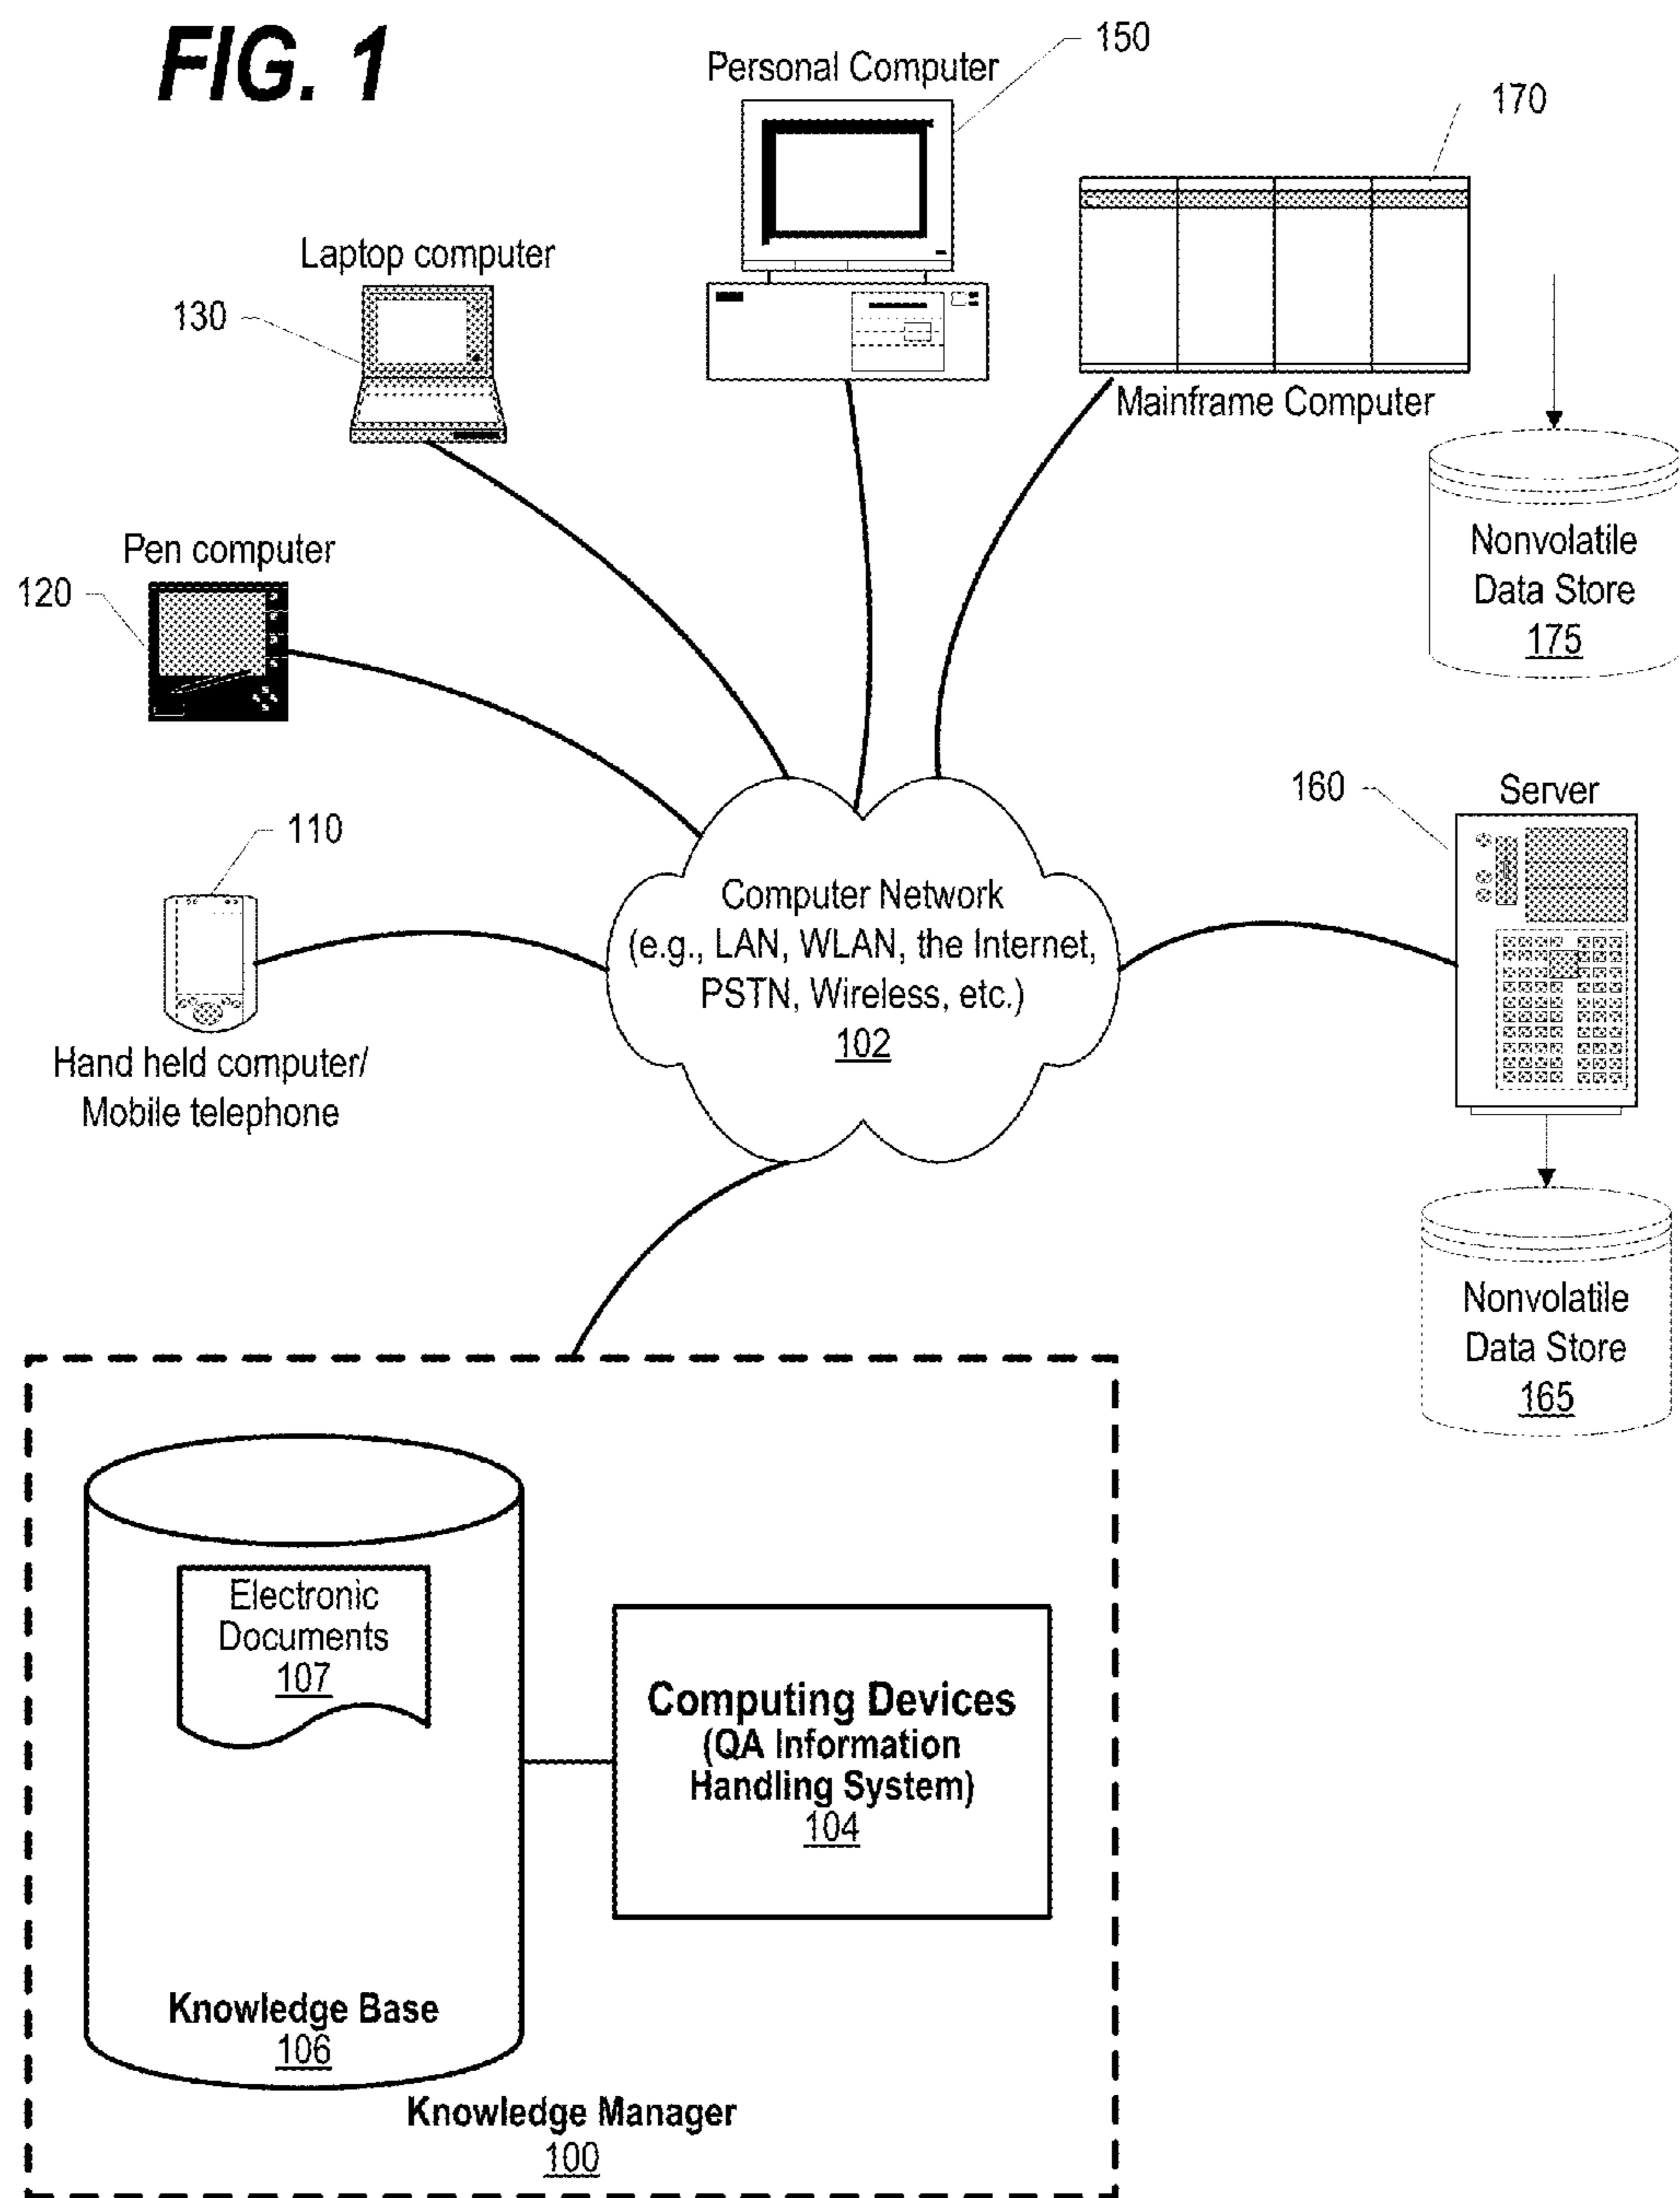 FIG. 1
Personal Computer
150
170
Laptop computer
130
Mainframe Computer
Nonvolatile
Data Store
175
Pen computer
120
160
Server
110
Computer Network
(e.g., LAN, WLAN, the Internet,
PSTN, Wireless, etc.)
102
Hand held computer/
Mobile telephone
Nonvolatile
Data Store
165
Electronic
Documents
107
Computing Devices
(QA Information
Handling System)
104
Knowledge Base
106
Knowledge Manager
100